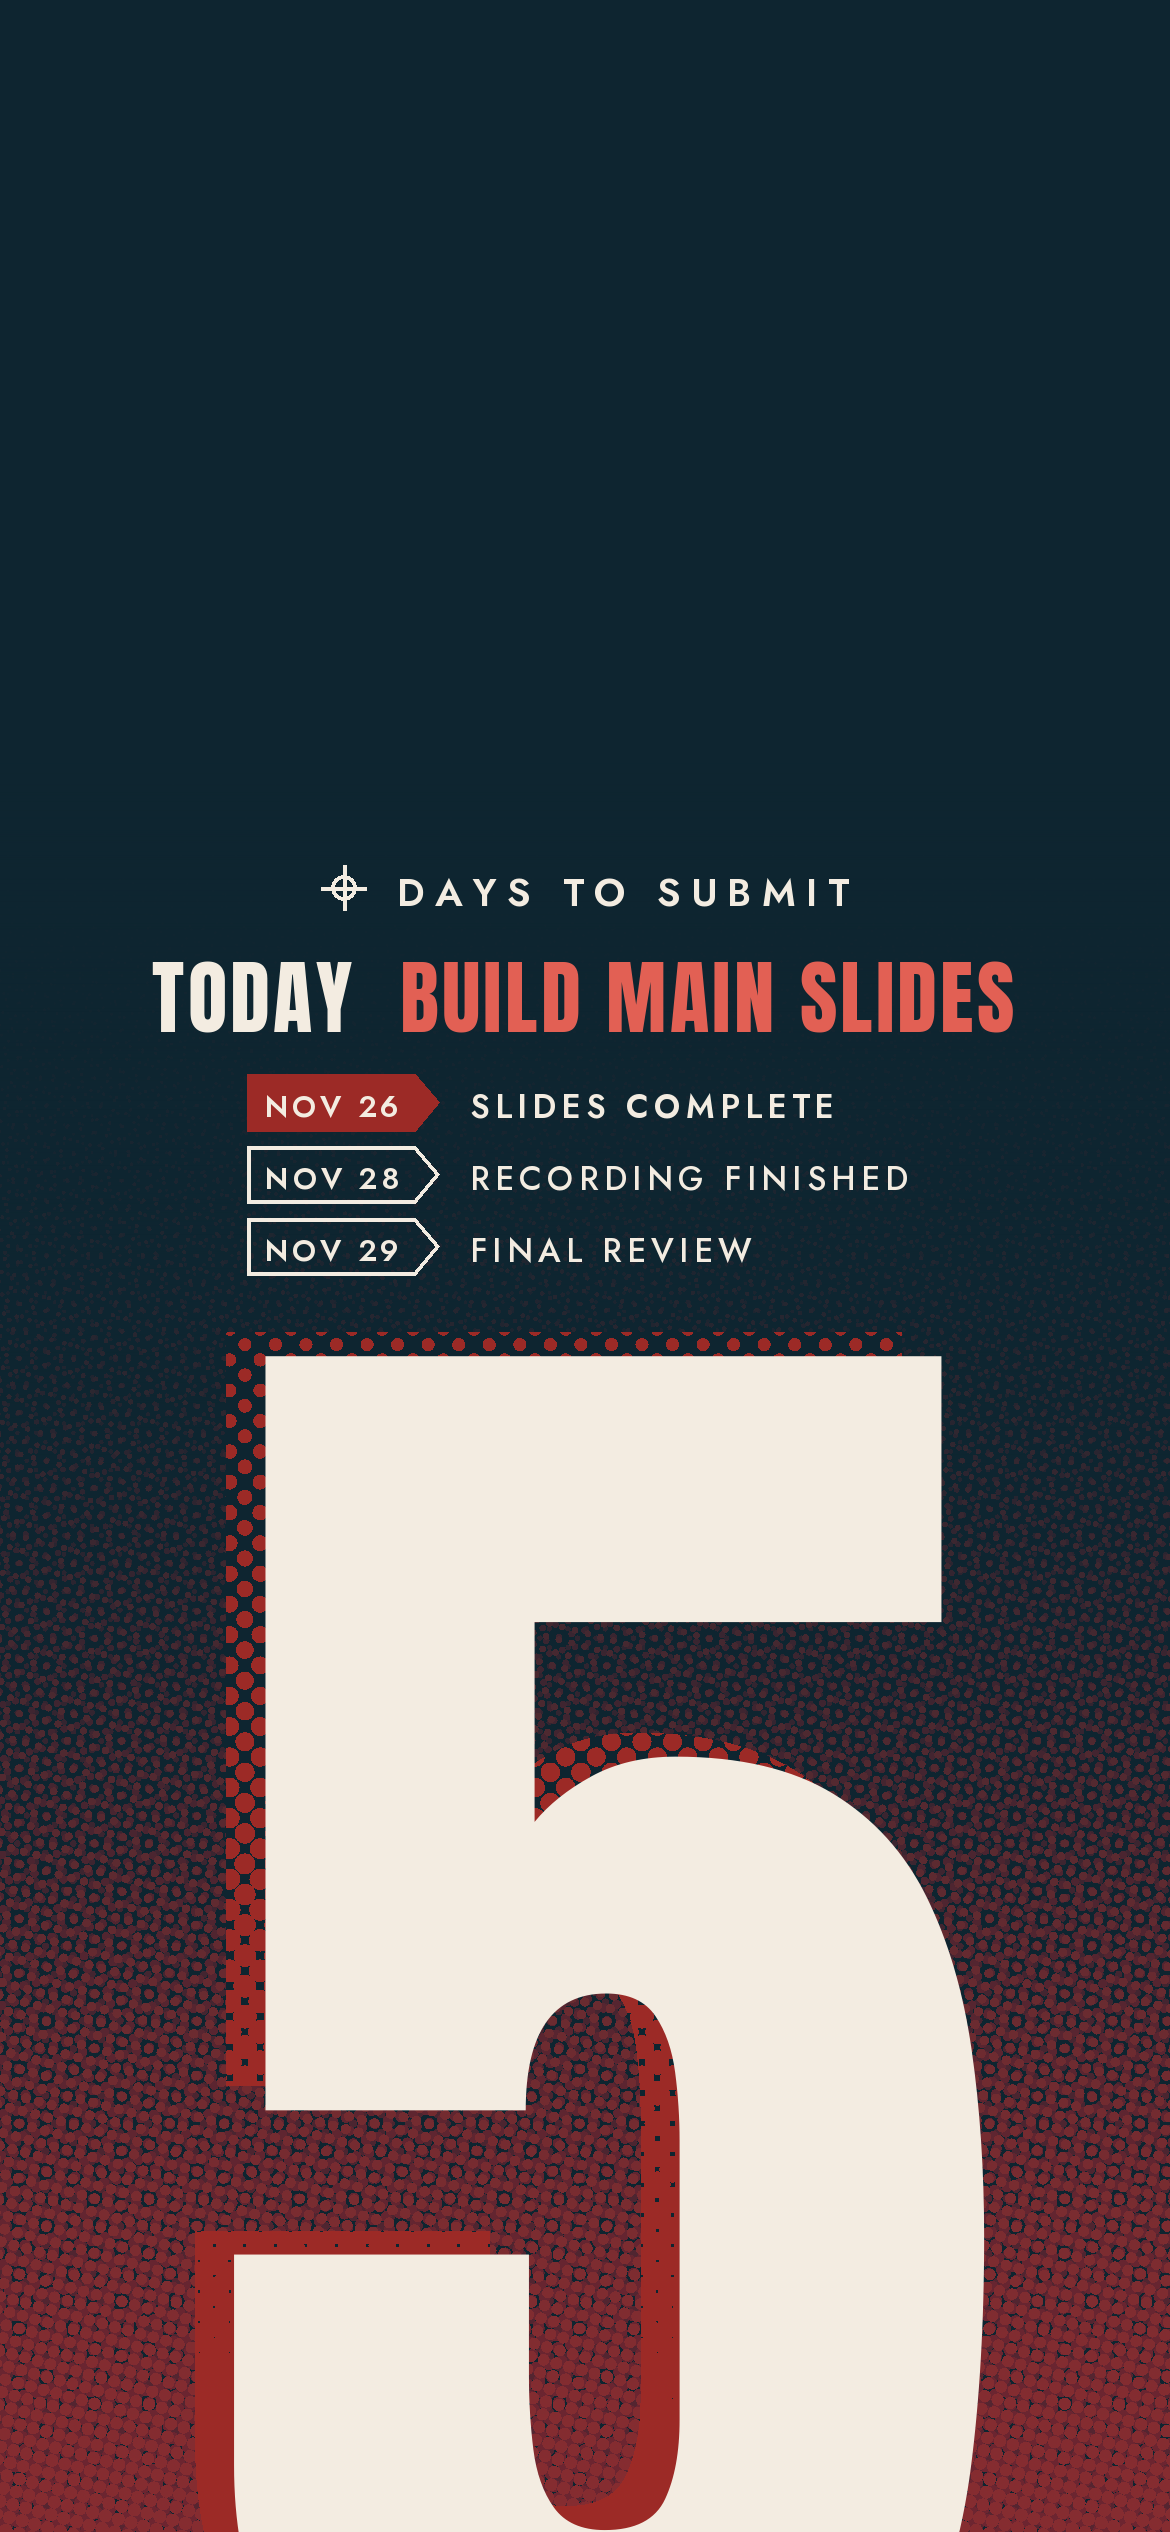 DAYS TO SUBMIT
TODAY BUILD MAIN SLIDES
NOV 26 SLIDES COMPLETE
NOV 28 RECORDING FINISHED
NOV 29 FINAL REVIEW
5